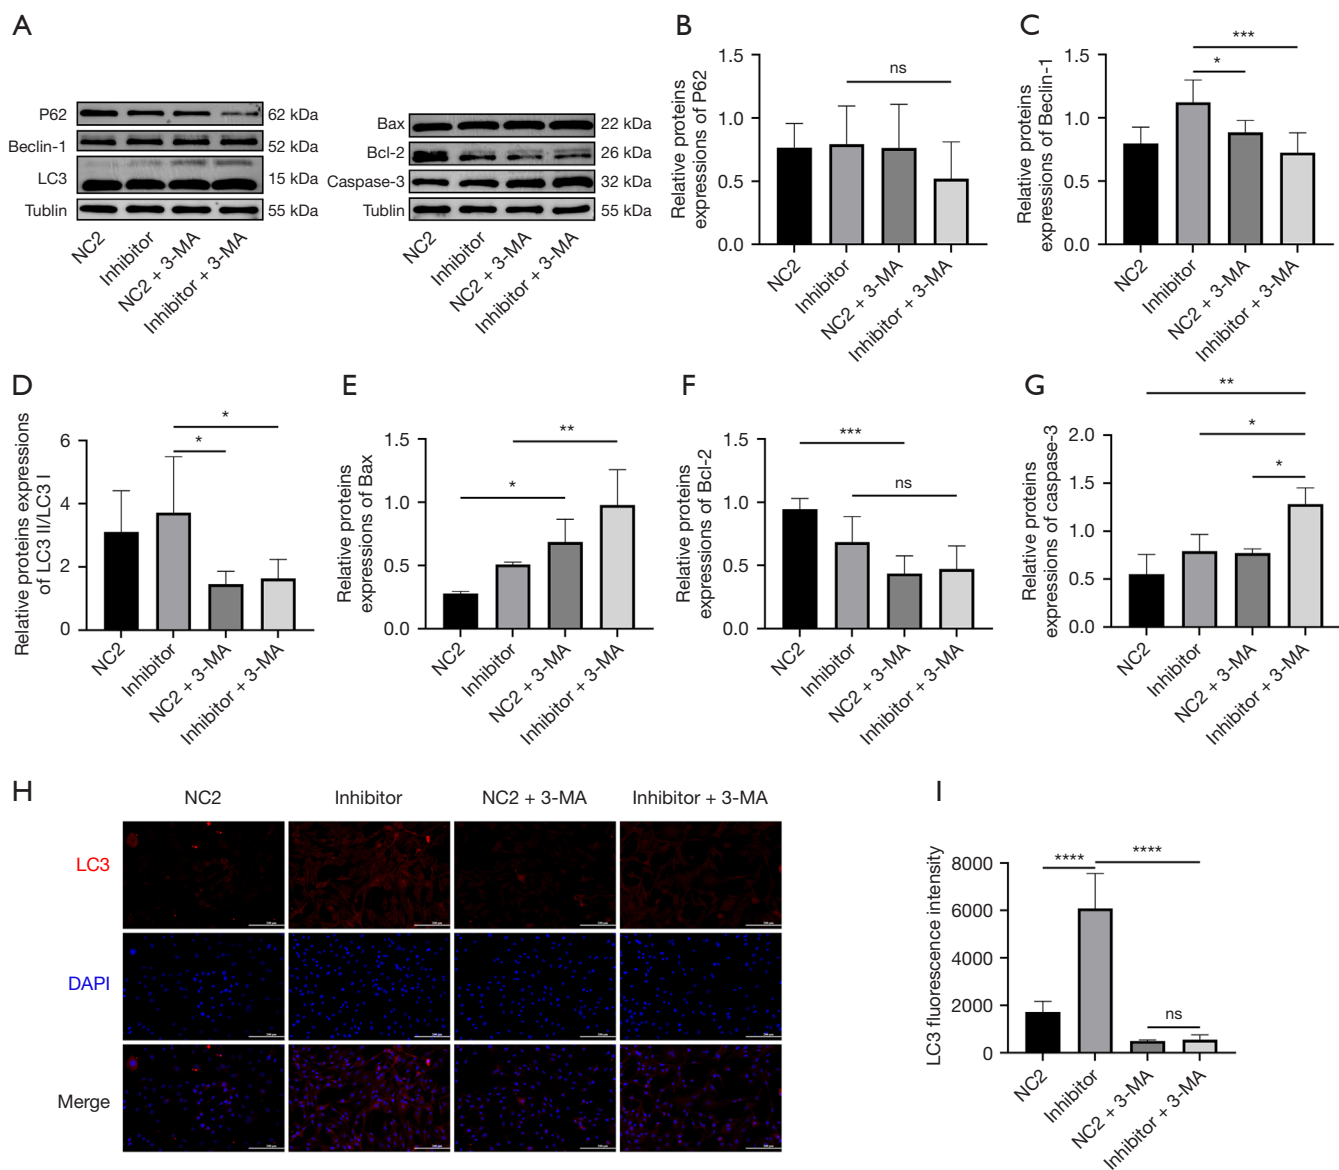 A
P62
62 kDa
Beclin-1
52 kDa
LC3
15 kDa
Tublin
55 kDa
NC2
Inhibitor
NC2 + 3-MA
Inhibitor + 3-MA
Bax
22 kDa
Bcl-2
26 kDa
Caspase-3
32 kDa
Tublin
55 kDa
NC2
Inhibitor
NC2 + 3-MA
Inhibitor + 3-MA
B
Relative proteins
expressions of P62
1.5
1.0
0.5
0.0
ns
NC2
Inhibitor
NC2 + 3-MA
Inhibitor + 3-MA
C
Relative proteins
expressions of Beclin-1
1.5
1.0
0.5
0.0
***
*
NC2
Inhibitor
NC2 + 3-MA
Inhibitor + 3-MA
D
Relative proteins expressions
of LC3 II/LC3 I
6
4
2
0
*
*
NC2
Inhibitor
NC2 + 3-MA
Inhibitor + 3-MA
E
Relative proteins
expressions of Bax
1.5
1.0
0.5
0.0
**
*
NC2
Inhibitor
NC2 + 3-MA
Inhibitor + 3-MA
F
Relative proteins
expressions of Bcl-2
1.5
1.0
0.5
0.0
***
ns
NC2
Inhibitor
NC2 + 3-MA
Inhibitor + 3-MA
G
Relative proteins
expressions of caspase-3
2.0
1.5
1.0
0.5
0.0
**
*
*
NC2
Inhibitor
NC2 + 3-MA
Inhibitor + 3-MA
H
NC2
Inhibitor
NC2 + 3-MA
Inhibitor + 3-MA
LC3
DAPI
Merge
I
LC3 fluorescence intensity
8000
6000
4000
2000
0
****
****
ns
NC2
Inhibitor
NC2 + 3-MA
Inhibitor + 3-MA